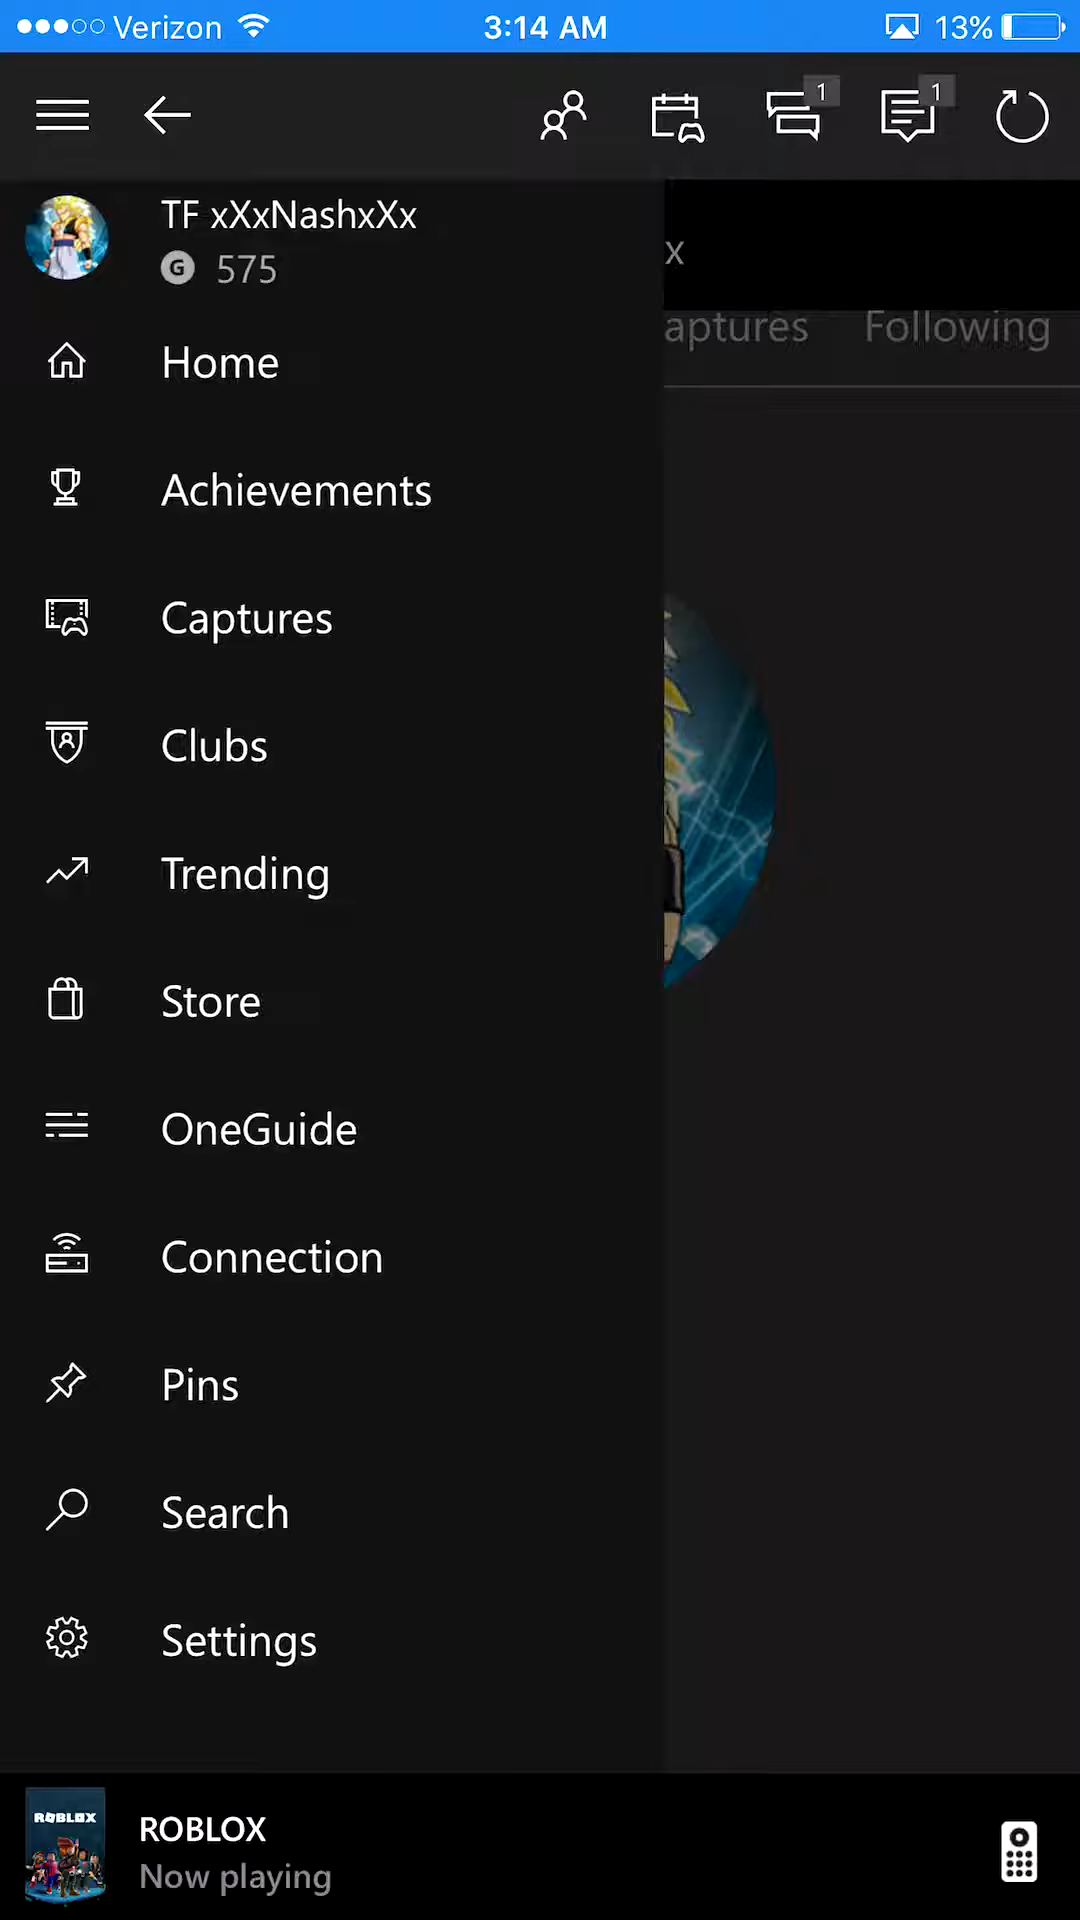 Verizon 3:14 AM 13%
1 1
TF xXxNashxXx
G 575
x
aptures Following
Home
Achievements
Captures
Clubs
Trending
Store
OneGuide
Connection
Pins
Search
Settings
ROBLOX
ROBLOX
Now playing